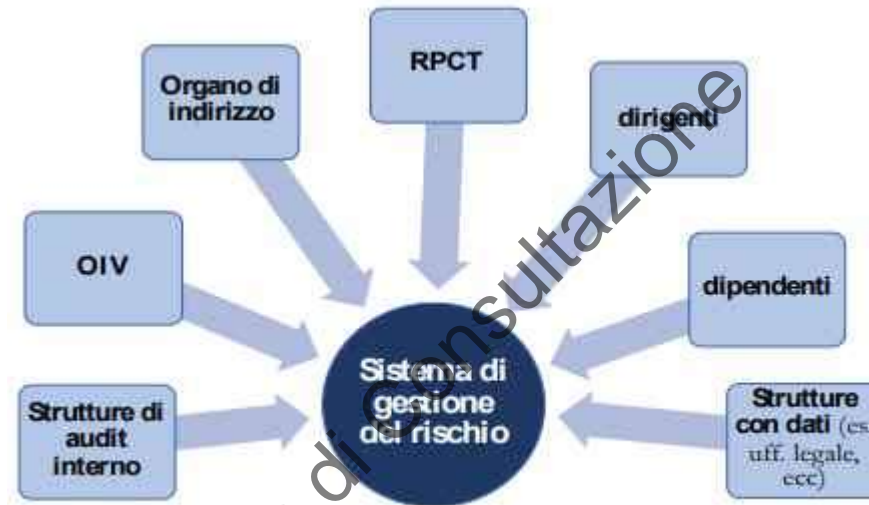 RPCT
Organo di
indirizzo
dirigenti
OIV
dipendenti
Strutture di
audit
interno
Sistema di
gestione
del rischio
Strutture
con dati (es
uff. legale,
ecc)
di Consultazione